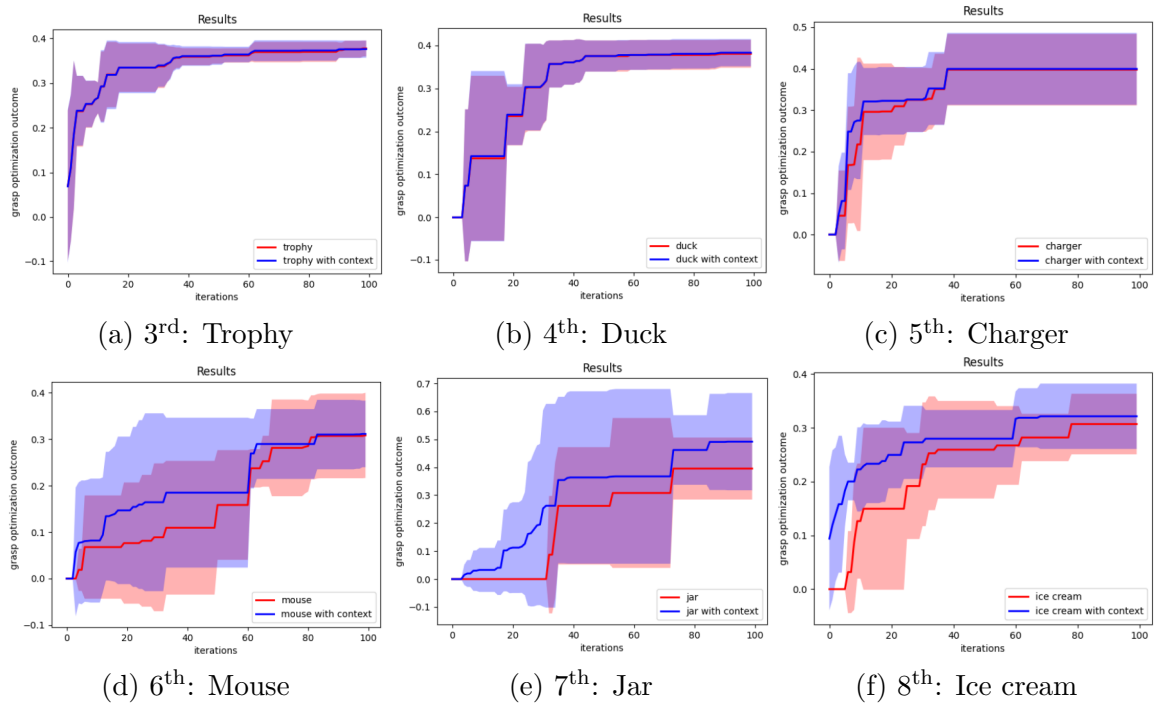 Results
grasp optimization outcome
0.4
0.3
0.2
0.1
0.0
−0.1
trophy
trophy with context
0 20 40 60 80 100
iterations
(a) 3rd: Trophy
Results
grasp optimization outcome
0.4
0.3
0.2
0.1
0.0
−0.1
duck
duck with context
0 20 40 60 80 100
iterations
(b) 4th: Duck
Results
grasp optimization outcome
0.5
0.4
0.3
0.2
0.1
0.0
charger
charger with context
0 20 40 60 80 100
iterations
(c) 5th: Charger
Results
grasp optimization outcome
0.4
0.3
0.2
0.1
0.0
−0.1
mouse
mouse with context
0 20 40 60 80 100
iterations
(d) 6th: Mouse
Results
grasp optimization outcome
0.7
0.6
0.5
0.4
0.3
0.2
0.1
0.0
−0.1
jar
jar with context
0 20 40 60 80 100
iterations
(e) 7th: Jar
Results
grasp optimization outcome
0.4
0.3
0.2
0.1
0.0
ice cream
ice cream with context
0 20 40 60 80 100
iterations
(f) 8th: Ice cream